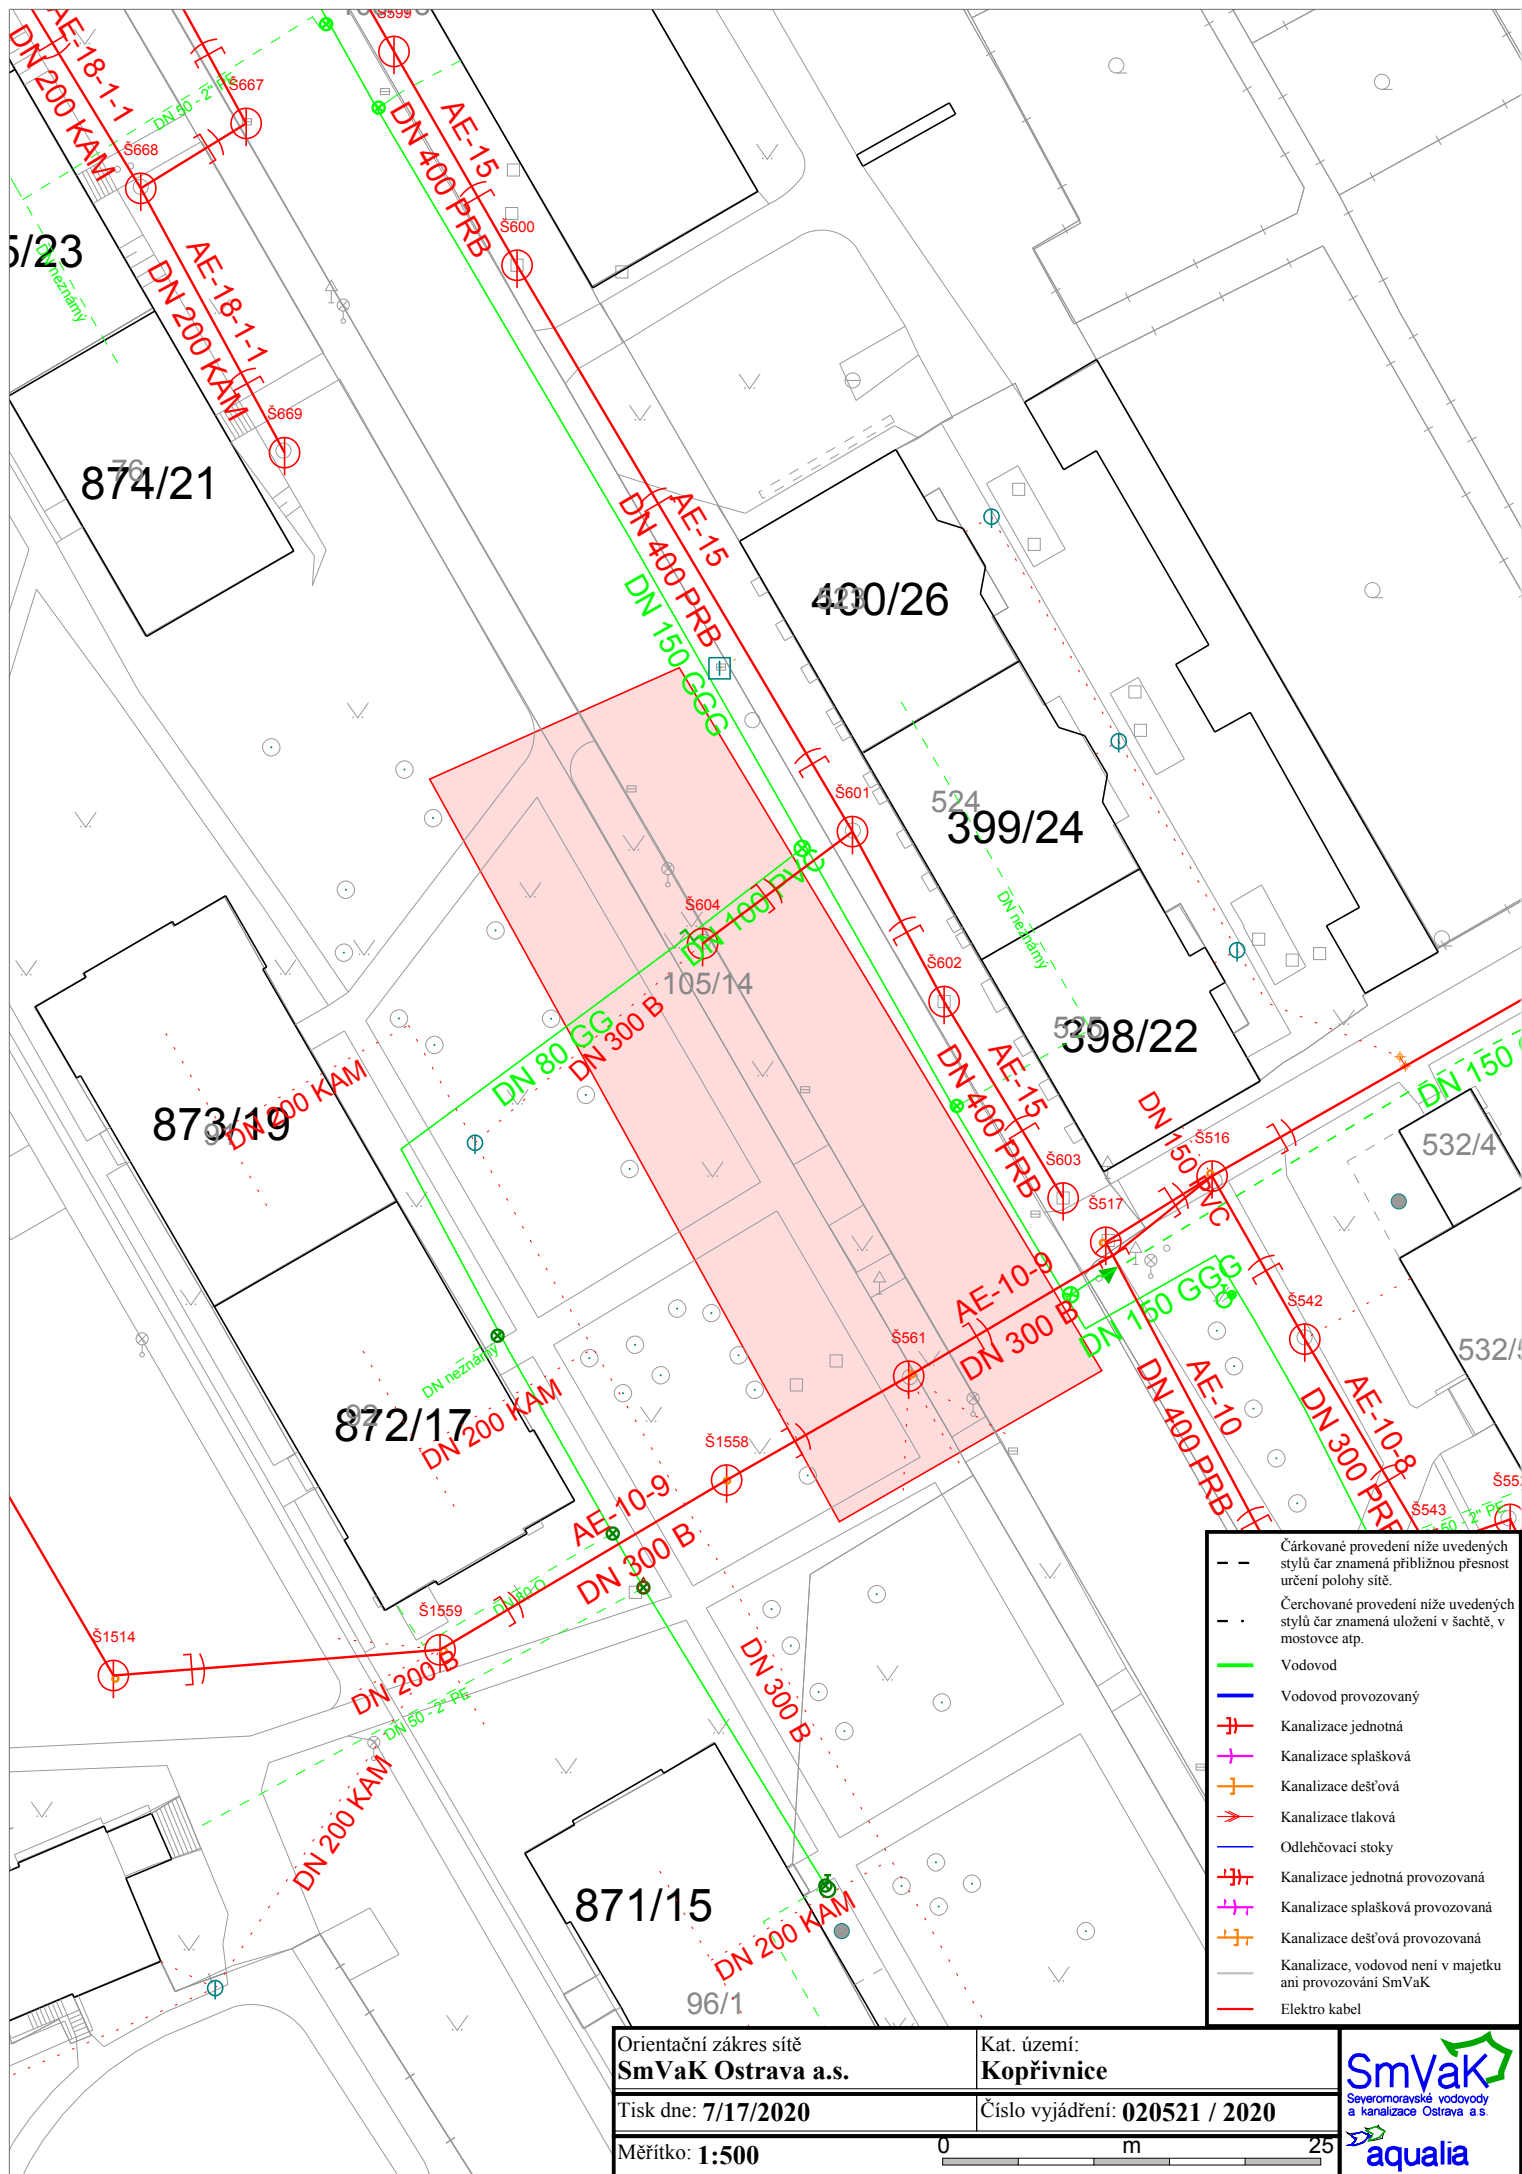 Š599
AE-18-1-1
DN 200 KAM
Š667
DN 50 - 2" PE
Š668
AE-15
DN 400 PRB
Š600
5/23
DN neznámý
AE-18-1-1
DN 200 KAM
Š669
76
874/21
AE-15
DN 400 PRB
DN 150 GGG
523
400/26
Š601
524
399/24
DN 100 PVC
Š604
105/14
DN neznámý
Š602
525
398/22
DN 80 GG
DN 300 B
DN 200 KAM
91
873/19
AE-15
DN 400 PRB
DN 150 PVC
DN 150
532/4
Š516
Š603
Š517
AE-10-9
DN 300 B
DN 150 GGG
Š542
532/5
Š561
DN neznámý
92
872/17
DN 200 KAM
AE-10
DN 400 PRB
AE-10-8
DN 300 PRB
Š1558
AE-10-9
DN 300 B
Š543
DN 80 O
Š1559
Š1514
DN 200 B
DN 50 - 2" PE
DN 300 B
DN 200 KAM
871/15
DN 200 KAM
96/1
Čárkované provedení níže uvedených
stylů čar znamená přibližnou přesnost
určení polohy sítě.
Čerchované provedení níže uvedených
stylů čar znamená uložení v šachtě, v
mostovce atp.
Vodovod
Vodovod provozovaný
Kanalizace jednotná
Kanalizace splašková
Kanalizace dešťová
Kanalizace tlaková
Odlehčovací stoky
Kanalizace jednotná provozovaná
Kanalizace splašková provozovaná
Kanalizace dešťová provozovaná
Kanalizace, vodovod není v majetku
ani provozování SmVaK
Elektro kabel
Orientační zákres sítě
SmVaK Ostrava a.s.
Kat. území:
Kopřivnice
Tisk dne: 7/17/2020
Číslo vyjádření: 020521 / 2020
Měřítko: 1:500
0 m 25
SmVaK
Severomoravské vodovody
a kanalizace Ostrava a.s.
aqualia